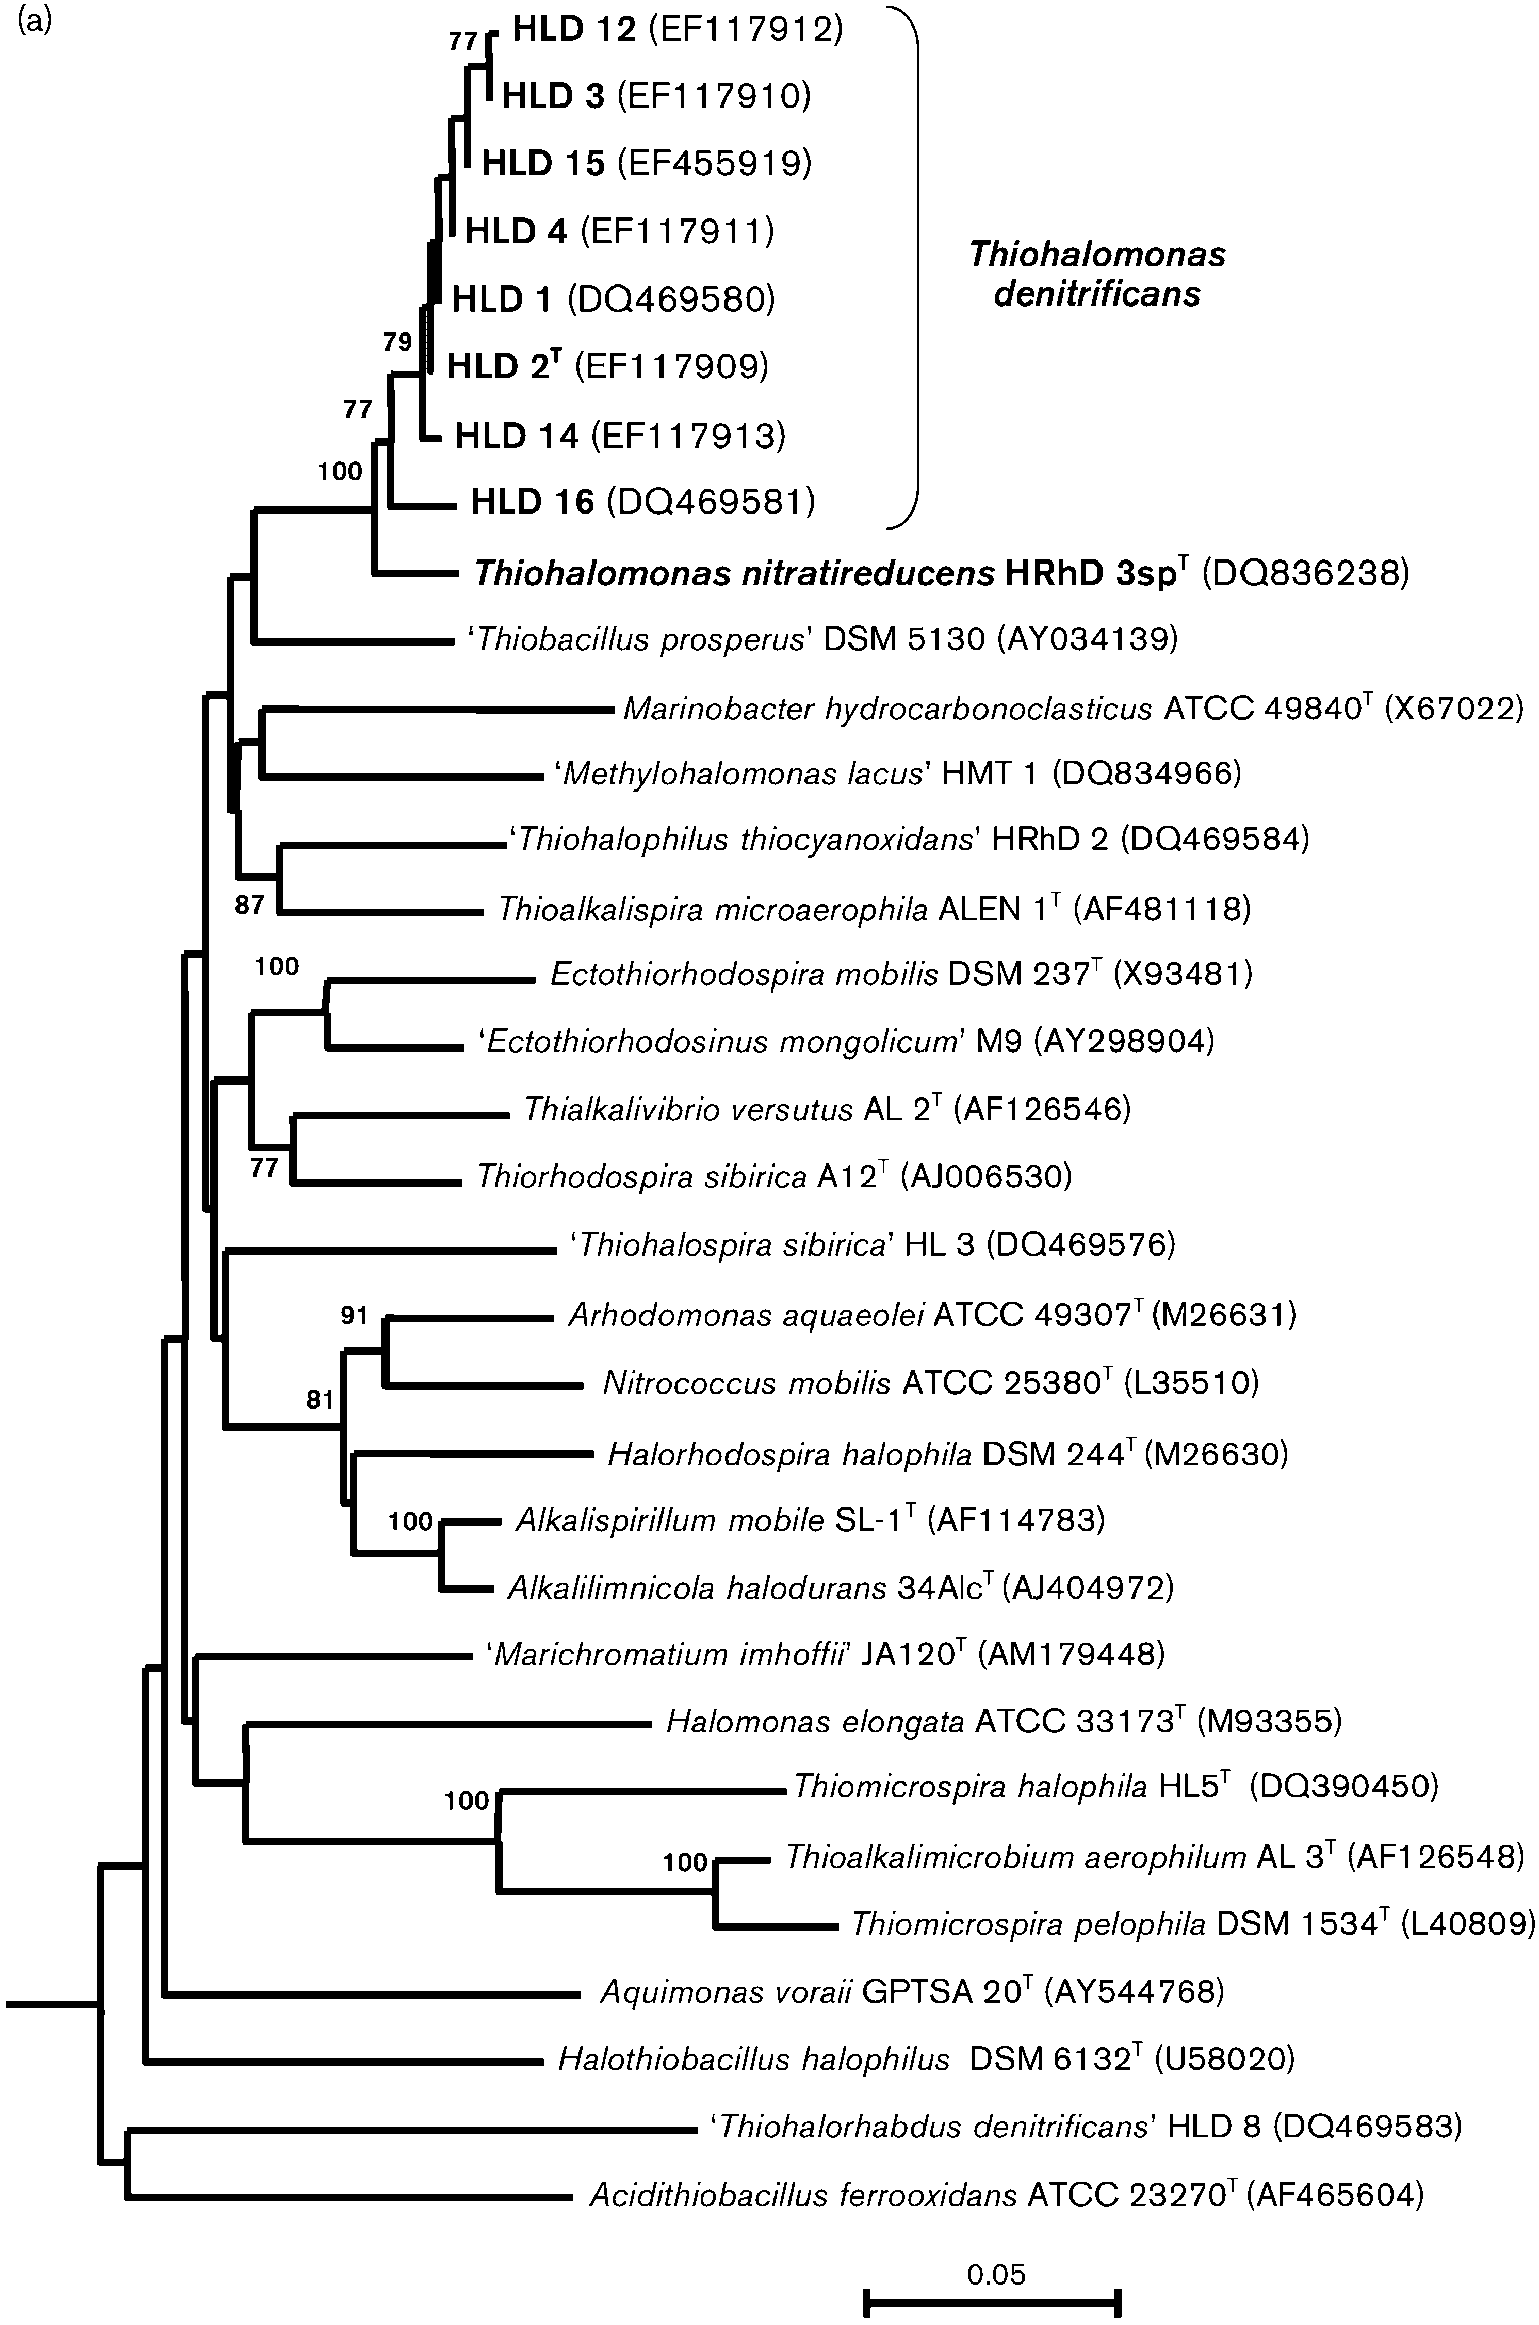 (a)
77
HLD 12 (EF117912)
HLD 3 (EF117910)
HLD 15 (EF455919)
HLD 4 (EF117911)
Thiohalomonas
denitrificans
HLD 1 (DQ469580)
79
HLD 2ᵀ (EF117909)
77
HLD 14 (EF117913)
100
HLD 16 (DQ469581)
Thiohalomonas nitratireducens HRhD 3spᵀ (DQ836238)
‘Thiobacillus prosperus’ DSM 5130 (AY034139)
Marinobacter hydrocarbonoclasticus ATCC 49840ᵀ (X67022)
‘Methylohalomonas lacus’ HMT 1 (DQ834966)
‘Thiohalophilus thiocyanoxidans’ HRhD 2 (DQ469584)
87
Thioalkalispira microaerophila ALEN 1ᵀ (AF481118)
100
Ectothiorhodospira mobilis DSM 237ᵀ (X93481)
‘Ectothiorhodosinus mongolicum’ M9 (AY298904)
Thialkalivibrio versutus AL 2ᵀ (AF126546)
77
Thiorhodospira sibirica A12ᵀ (AJ006530)
‘Thiohalospira sibirica’ HL 3 (DQ469576)
91
Arhodomonas aquaeolei ATCC 49307ᵀ (M26631)
Nitrococcus mobilis ATCC 25380ᵀ (L35510)
81
Halorhodospira halophila DSM 244ᵀ (M26630)
100
Alkalispirillum mobile SL-1ᵀ (AF114783)
Alkalilimnicola halodurans 34Alcᵀ (AJ404972)
‘Marichromatium imhoffii’ JA120ᵀ (AM179448)
Halomonas elongata ATCC 33173ᵀ (M93355)
100
Thiomicrospira halophila HL5ᵀ (DQ390450)
100
Thioalkalimicrobium aerophilum AL 3ᵀ (AF126548)
Thiomicrospira pelophila DSM 1534ᵀ (L40809)
Aquimonas voraii GPTSA 20ᵀ (AY544768)
Halothiobacillus halophilus DSM 6132ᵀ (U58020)
‘Thiohalorhabdus denitrificans’ HLD 8 (DQ469583)
Acidithiobacillus ferrooxidans ATCC 23270ᵀ (AF465604)
0.05